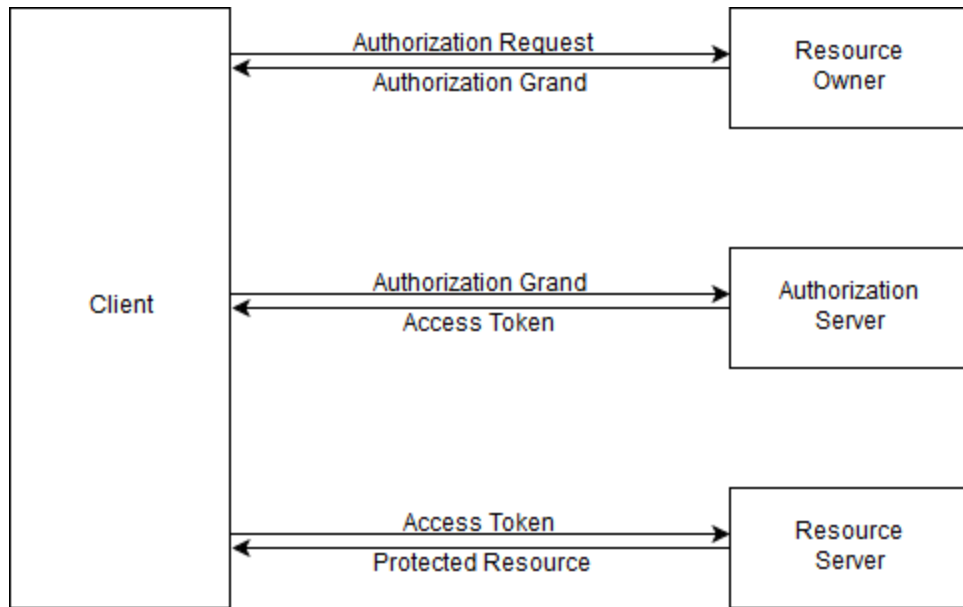 Authorization Request
Authorization Grand
Resource
Owner
Client
Authorization Grand
Access Token
Authorization
Server
Access Token
Protected Resource
Resource
Server